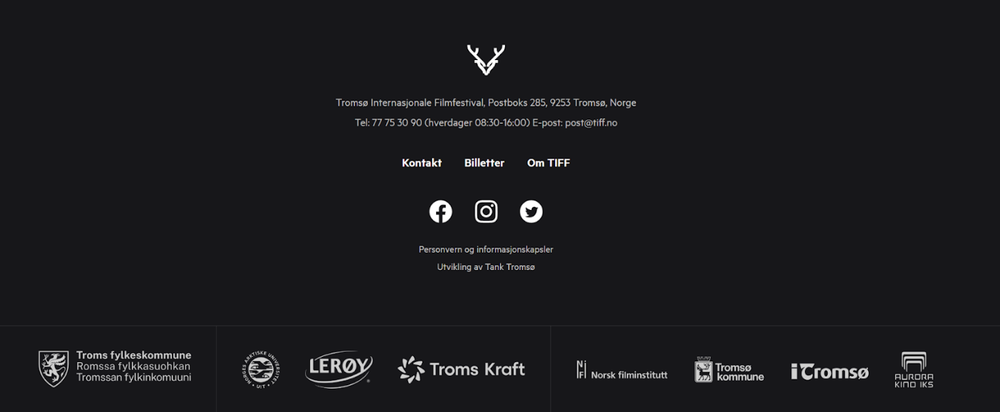 Tromsø Internasjonale Filmfestival, Postboks 285, 9253 Tromsø, Norge
Tel: 77 75 30 90 (hverdager 08:30-16:00) E-post: post@tiff.no
Kontakt Billetter Om TIFF
Personvern og informasjonskapsler
Utvikling av Tank Tromsø
Troms fylkeskommune
Romssa fylkkasuohkan
Tromssan fylkinkomuuni
NORGES ARKTISKE UNIVERSITET
UiT
LERØY
Troms Kraft
NiF Norsk filminstitutt
Tromsø
kommune
iTromsø
AURORA
KINO IKS